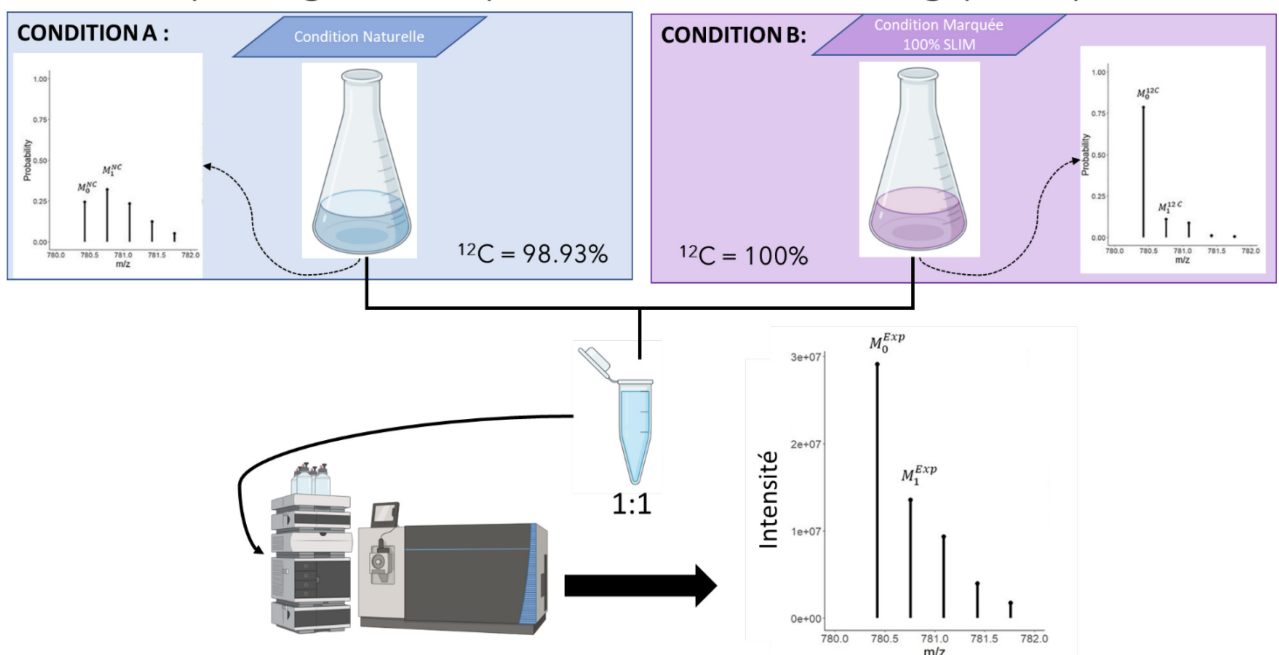 CONDITION A :
Condition Naturelle
1.00
0.75
0.50
0.25
0.00
Probability
M₀ᴺᶜ
M₁ᴺᶜ
780.0 780.5 781.0 781.5 782.0
m/z
¹²C = 98.93%
CONDITION B:
Condition Marquée
100% SLIM
¹²C = 100%
1.00
0.75
0.50
0.25
0.00
Probability
M₀¹²ᶜ
M₁¹²ᶜ
780.0 780.5 781.0 781.5 782.0
m/z
1:1
3e+07
2e+07
1e+07
0e+00
Intensité
M₀ᴱˣᵖ
M₁ᴱˣᵖ
780.0 780.5 781.0 781.5 782.0
m/z